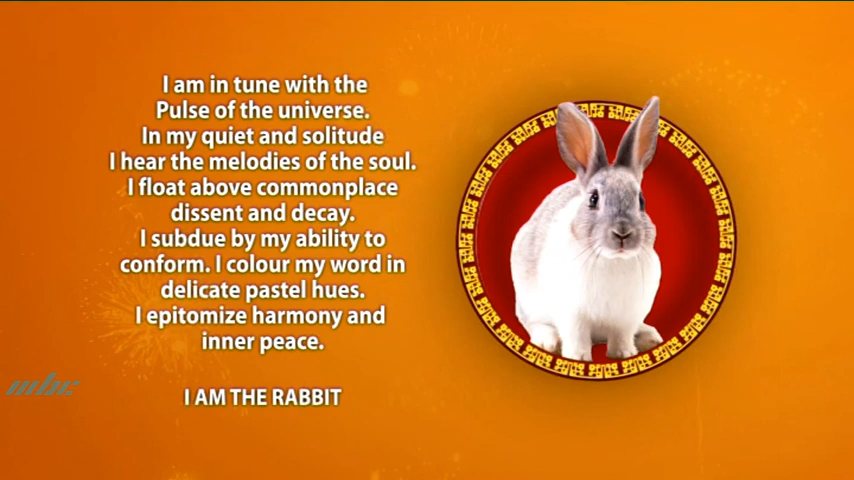 I am in tune with the
Pulse of the universe.
In my quiet and solitude
I hear the melodies of the soul.
I float above commonplace
dissent and decay.
I subdue by my ability to
conform. I colour my word in
delicate pastel hues.
I epitomize harmony and
inner peace.
mbc
I AM THE RABBIT